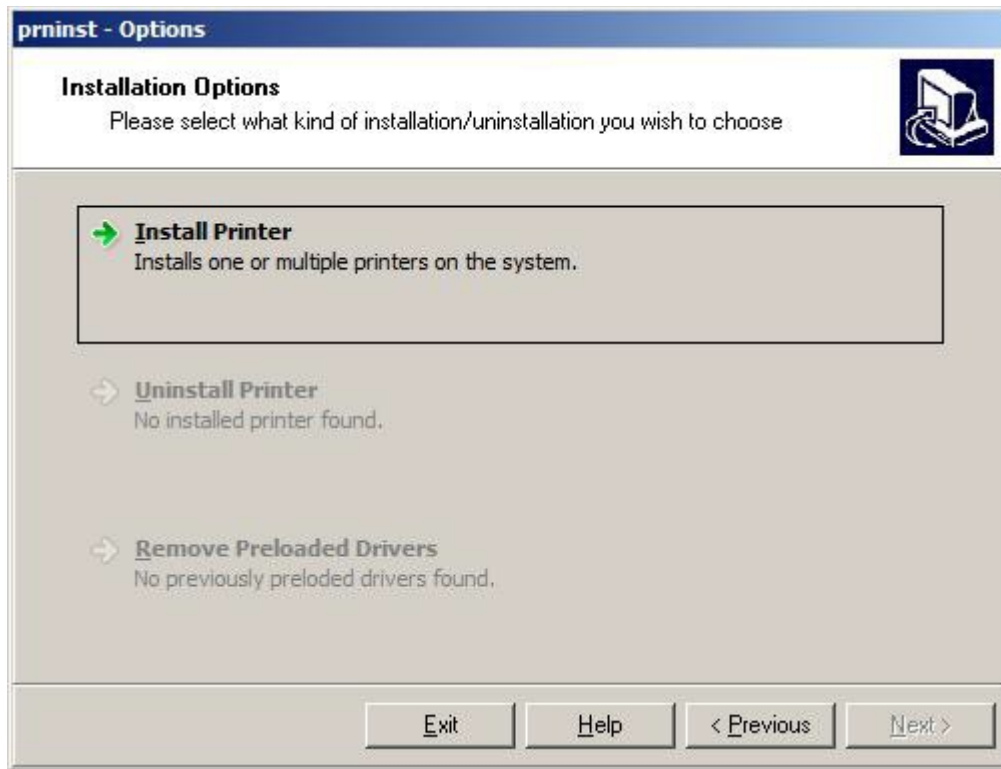 prninst - Options
Installation Options
Please select what kind of installation/uninstallation you wish to choose
Install Printer
Installs one or multiple printers on the system.
Uninstall Printer
No installed printer found.
Remove Preloaded Drivers
No previously preloded drivers found.
Exit Help < Previous Next >